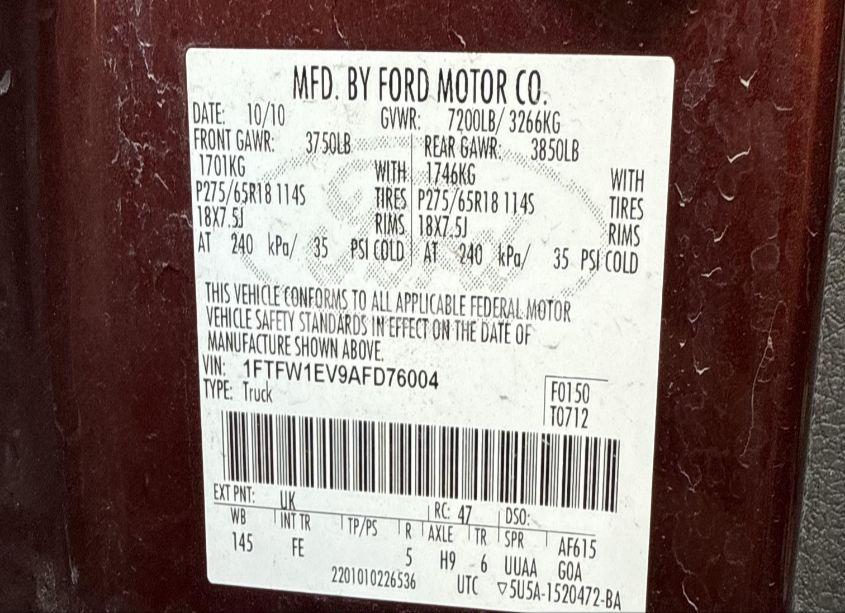 MFD. BY FORD MOTOR CO.
DATE: 10/10 GVWR: 7200LB/ 3266KG
FRONT GAWR: 3750LB REAR GAWR: 3850LB
1701KG WITH 1746KG WITH
P275/65R18 114S TIRES P275/65R18 114S TIRES
18X7.5J RIMS 18X7.5J RIMS
AT 240 kPa/ 35 PSI COLD AT 240 kPa/ 35 PSI COLD
THIS VEHICLE CONFORMS TO ALL APPLICABLE FEDERAL MOTOR
VEHICLE SAFETY STANDARDS IN EFFECT ON THE DATE OF
MANUFACTURE SHOWN ABOVE.
VIN: 1FTFW1EV9AFD76004
TYPE: Truck
F0150
T0712
EXT PNT: UK RC: 47 DSO:
WB INT TR TP/PS R AXLE TR SPR AF615
145 FE 5 H9 6 UUAA GOA
2201010226536 UTC ▽5U5A-1520472-BA